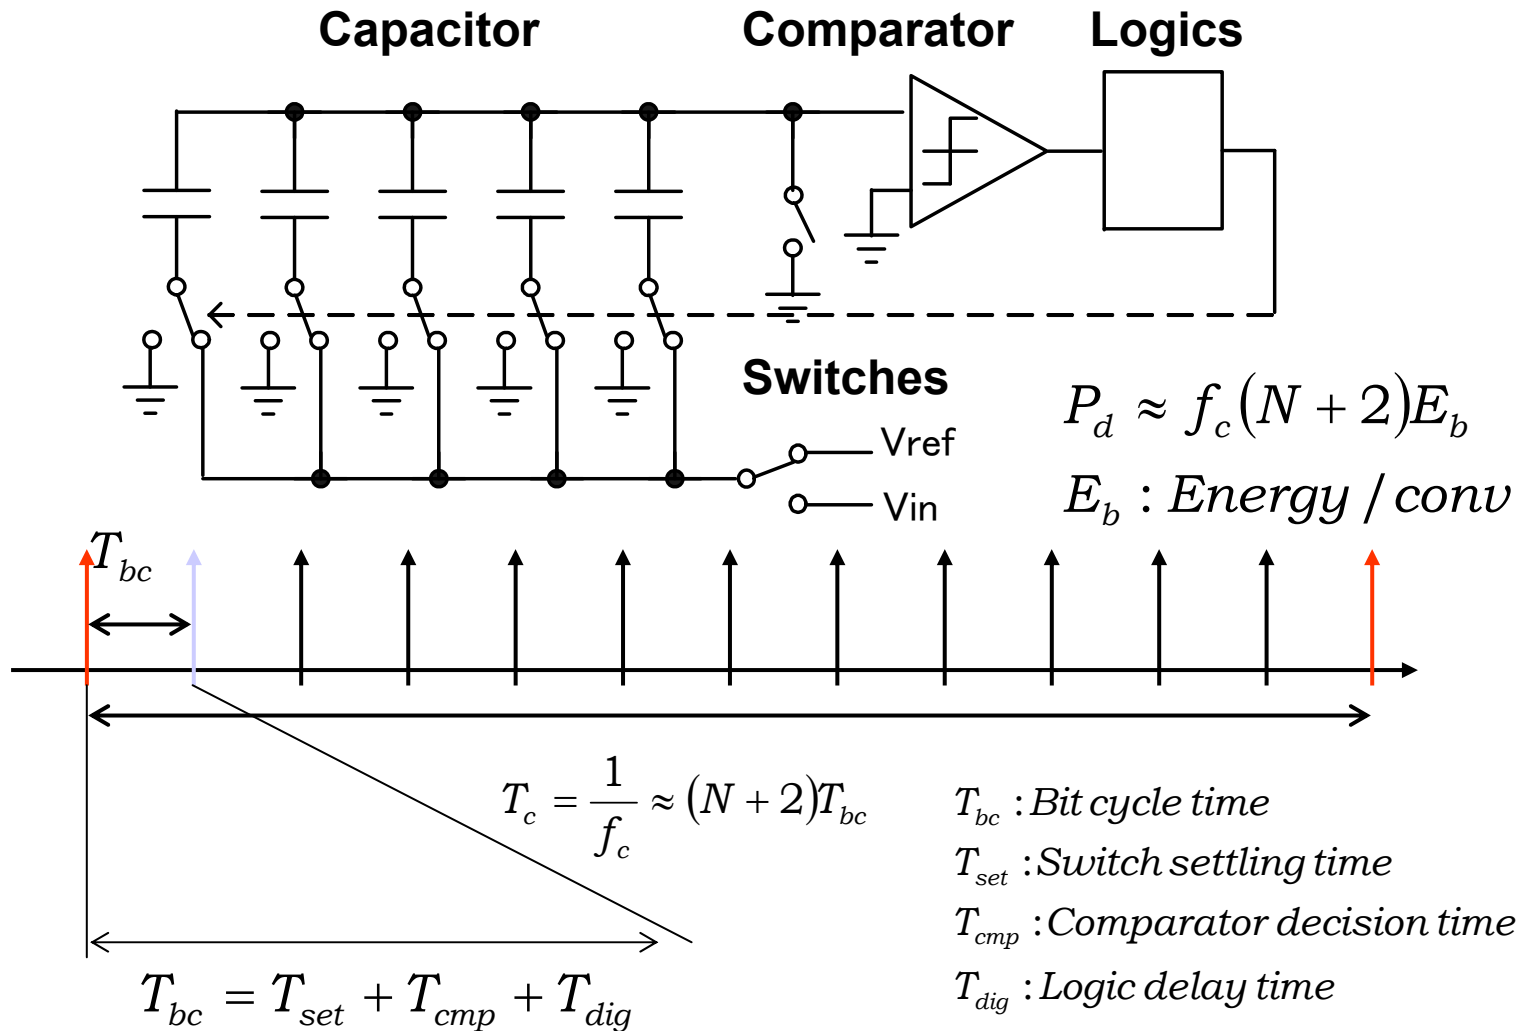 Capacitor Comparator Logics
Switches
Vref
Vin
P_d ≈ f_c(N + 2)E_b
E_b : Energy / conv
T_bc
T_c = 1/f_c ≈ (N + 2)T_bc
T_bc : Bit cycle time
T_set : Switch settling time
T_cmp : Comparator decision time
T_dig : Logic delay time
T_bc = T_set + T_cmp + T_dig